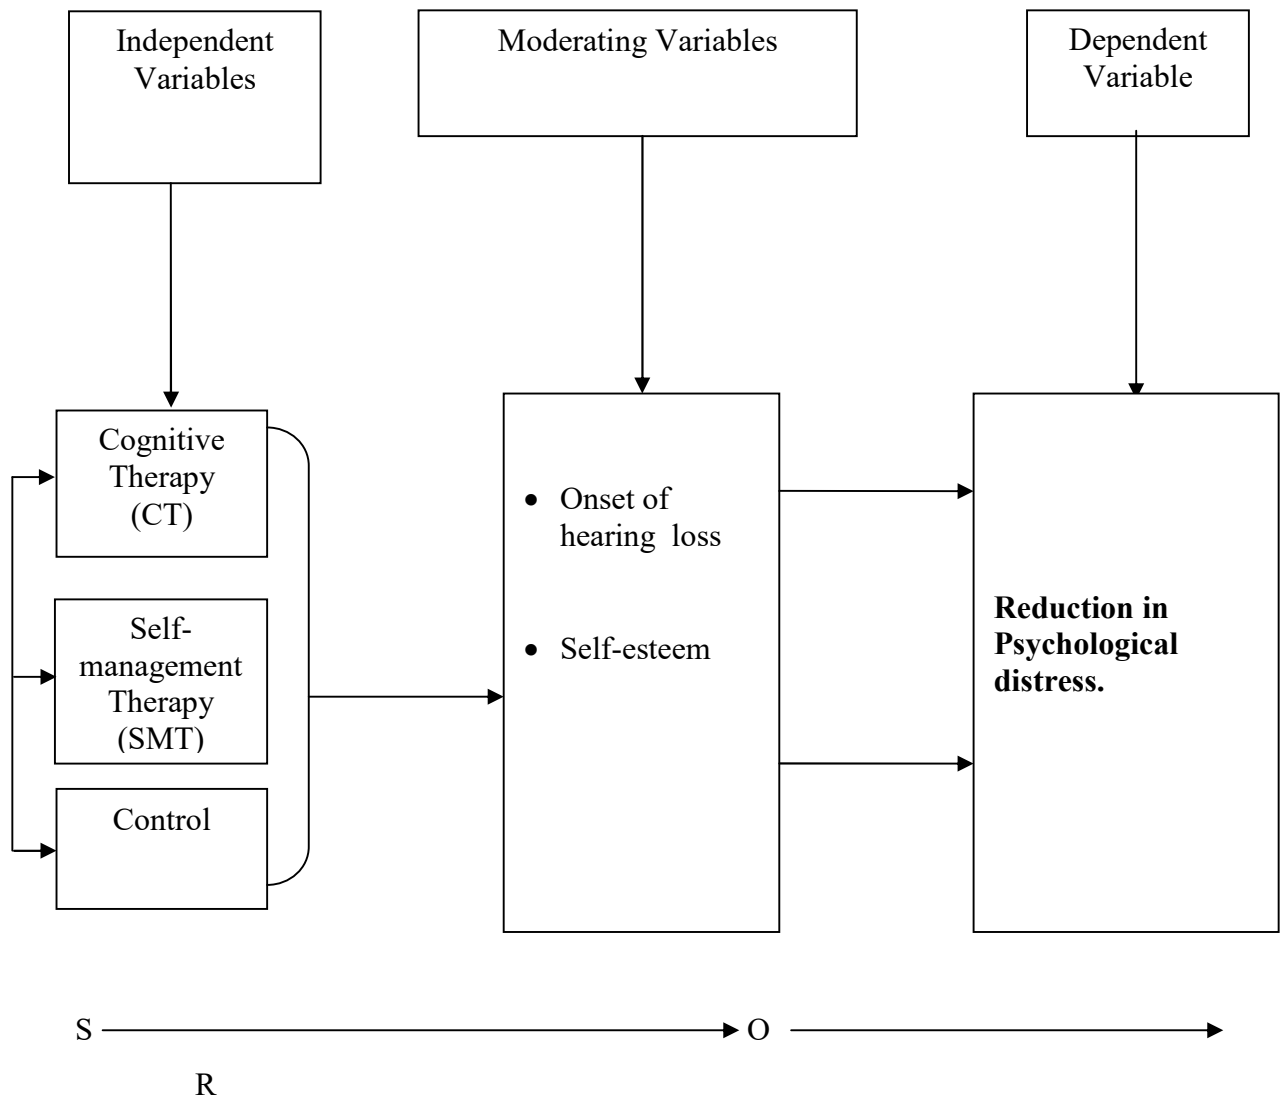 Independent
Variables
Moderating Variables
Dependent
Variable
Cognitive
Therapy
(CT)
Self-
management
Therapy
(SMT)
Control
• Onset of
hearing loss
• Self-esteem
Reduction in
Psychological
distress.
S
O
R